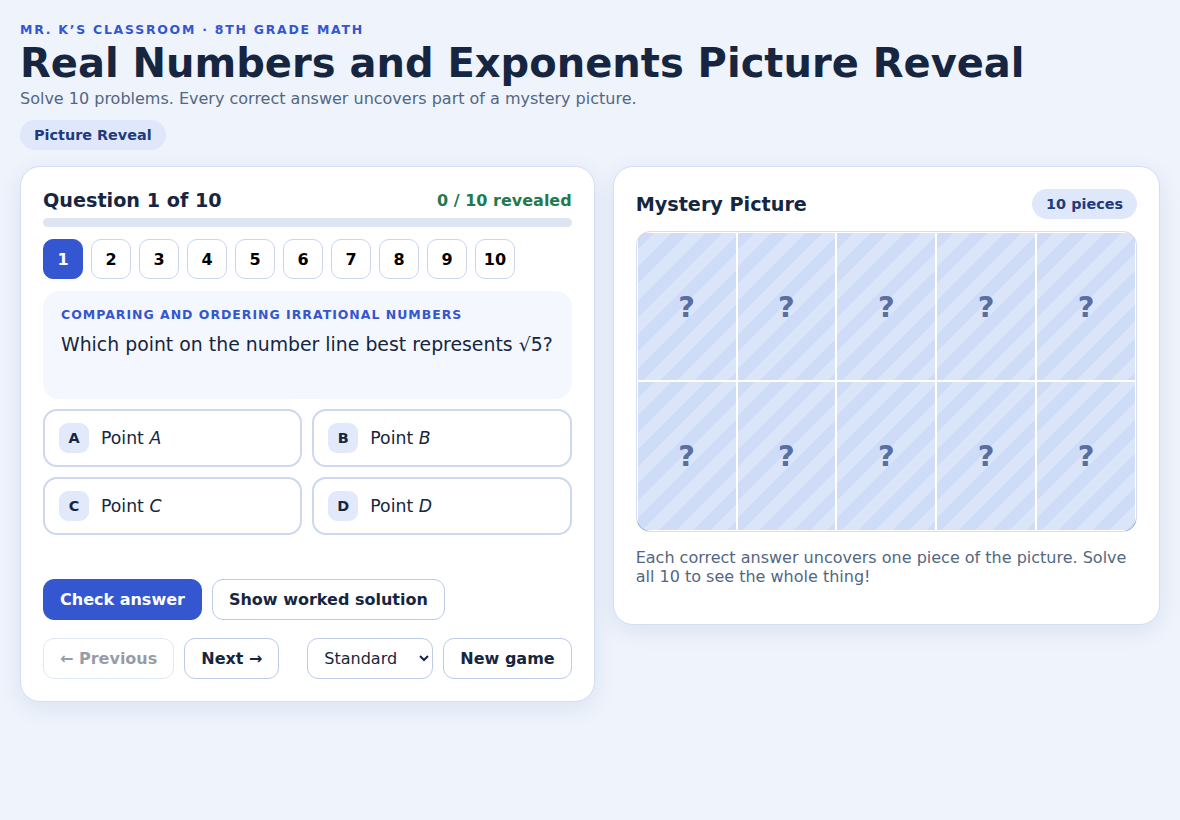 MR. K’S CLASSROOM · 8TH GRADE MATH
Real Numbers and Exponents Picture Reveal
Solve 10 problems. Every correct answer uncovers part of a mystery picture.
Picture Reveal
Question 1 of 10
0 / 10 revealed
1 2 3 4 5 6 7 8 9 10
COMPARING AND ORDERING IRRATIONAL NUMBERS
Which point on the number line best represents √5?
A Point A
B Point B
C Point C
D Point D
Check answer
Show worked solution
← Previous
Next →
Standard
New game
Mystery Picture
10 pieces
? ? ? ? ?
? ? ? ? ?
Each correct answer uncovers one piece of the picture. Solve
all 10 to see the whole thing!